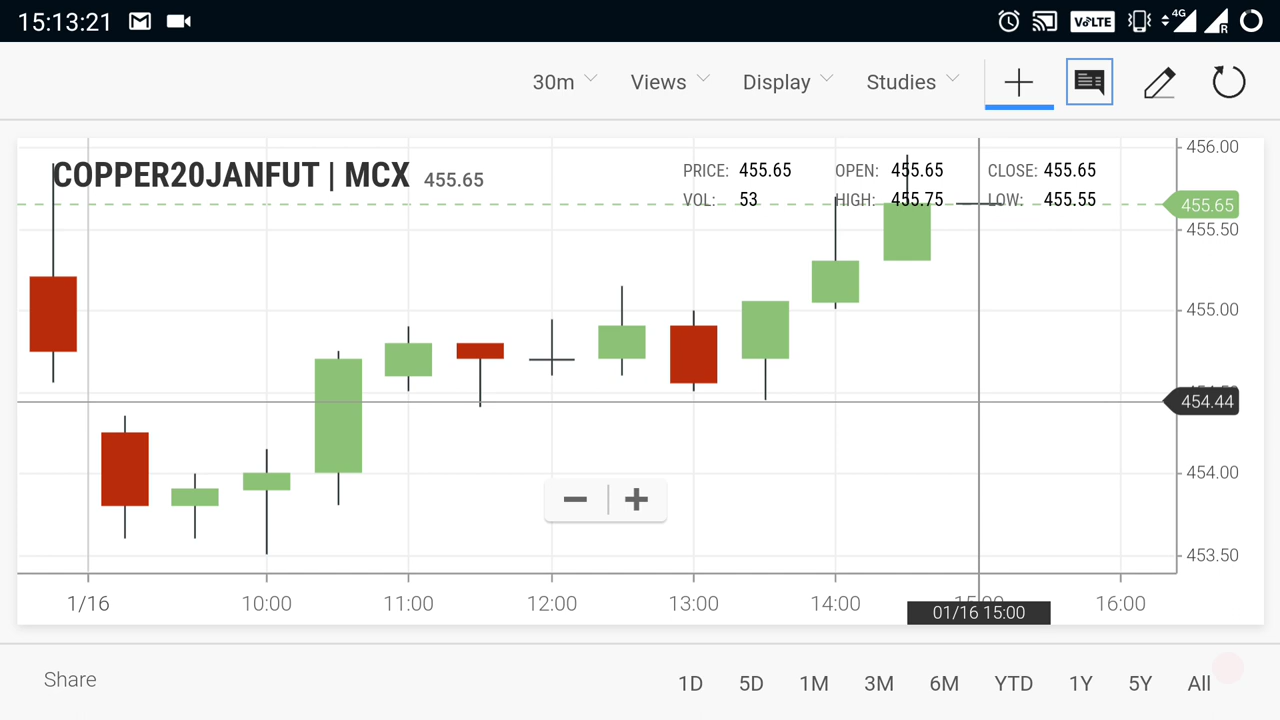 15:13:21 VoLTE 4G R
30m Views Display Studies
COPPER20JANFUT | MCX 455.65
PRICE: 455.65 OPEN: 455.65 CLOSE: 455.65
VOL: 53 HIGH: 455.75 LOW: 455.55
456.00
455.65
455.50
455.00
454.44
454.00
453.50
1/16 10:00 11:00 12:00 13:00 14:00 15:00 16:00
01/16 15:00
Share 1D 5D 1M 3M 6M YTD 1Y 5Y All